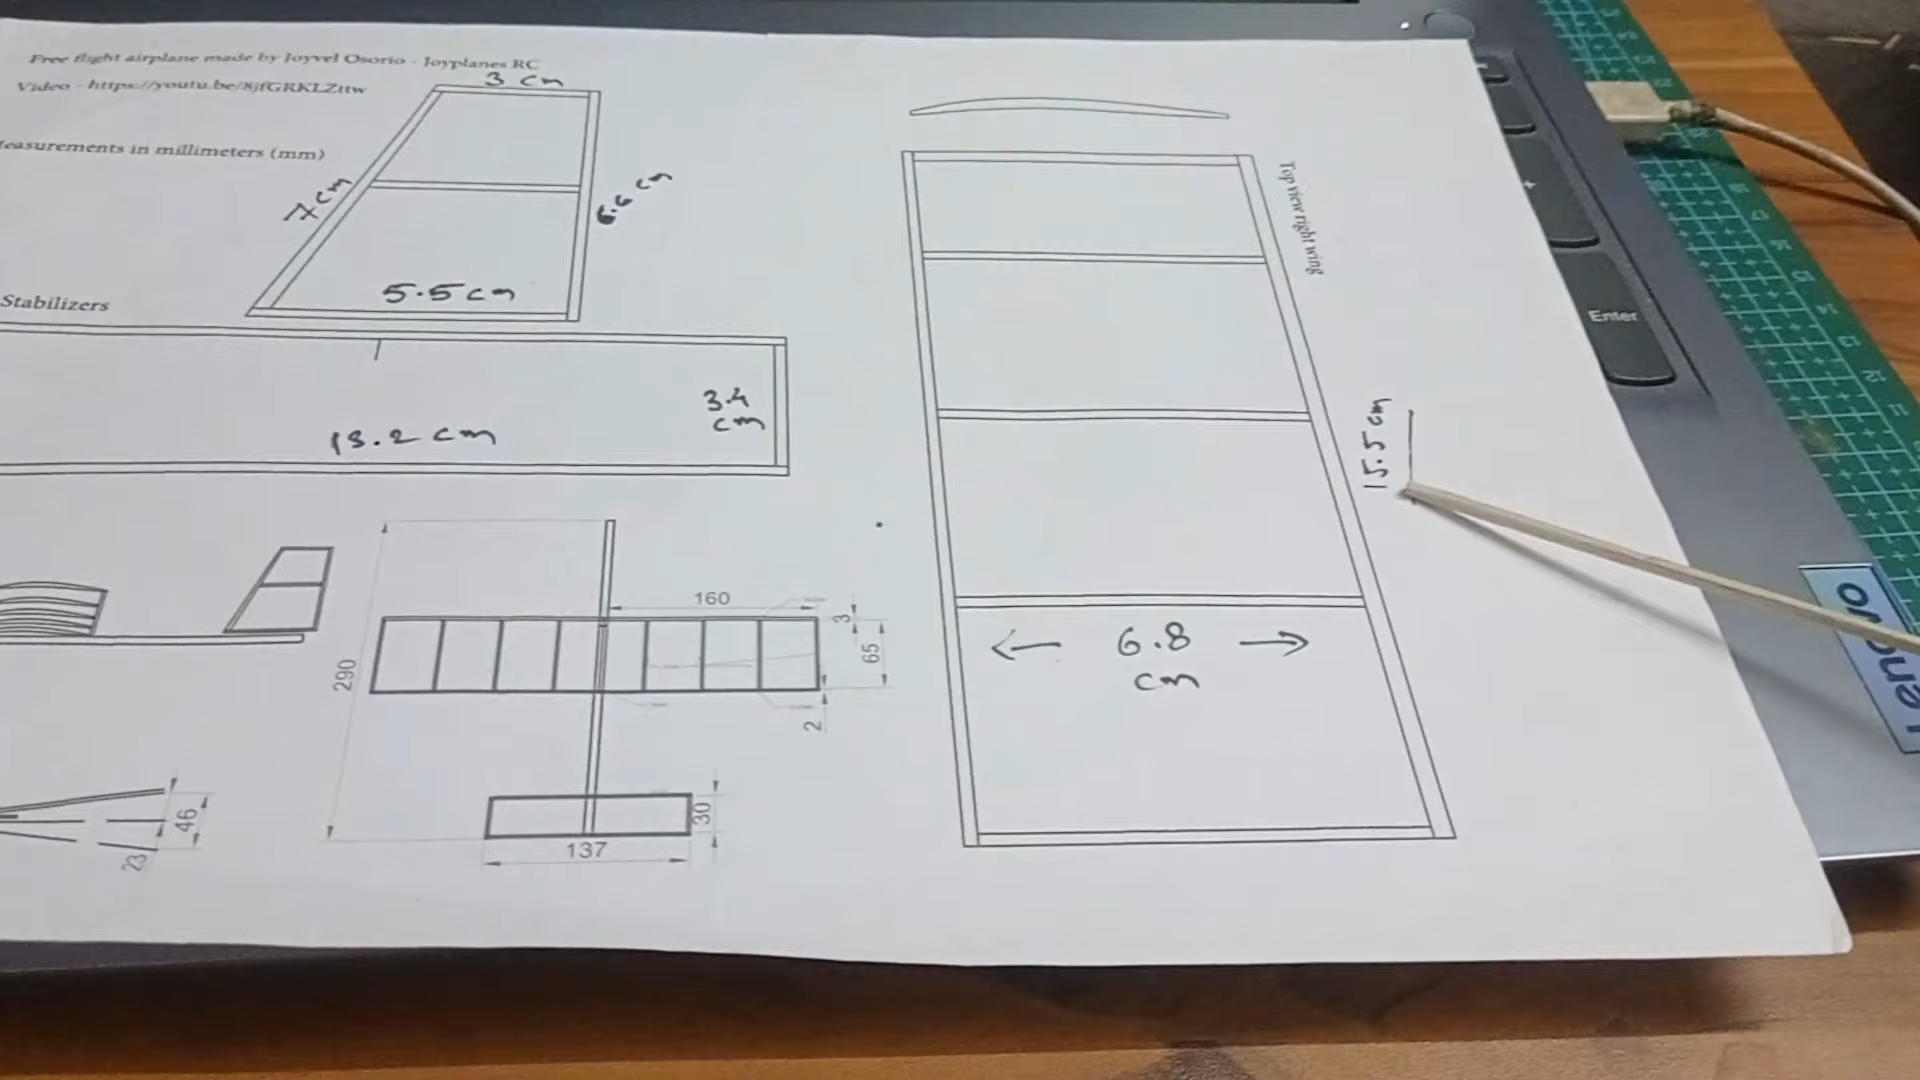 Free flight airplane made by Joyvel Osorio - Joyplanes RC
Video - https://youtu.be/8jfGRKLZttw
easurements in millimeters (mm)
3 cm
7 cm
6.6 cm
5.5 cm
Stabilizers
13.2 cm
3.4
cm
160
3
65
290
2
46
23
30
137
Top view right wing
15.5 cm
← 6.8 →
cm
Enter
Lenovo